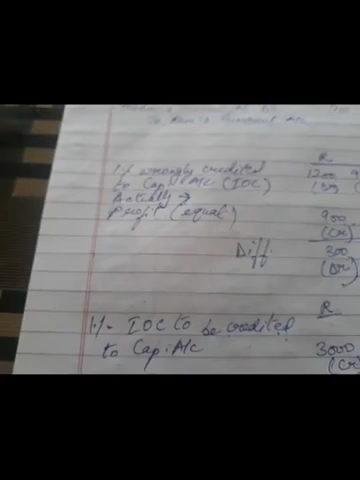 R
1) wrongly credited 1200
to Cap. A/C (IOC) (Cr
Actually →
Profit (equal) 900
(Cr)
Diff 300
(Dr)
R
1)- IOC to be credited
to Cap. A/c 3000
(Cr